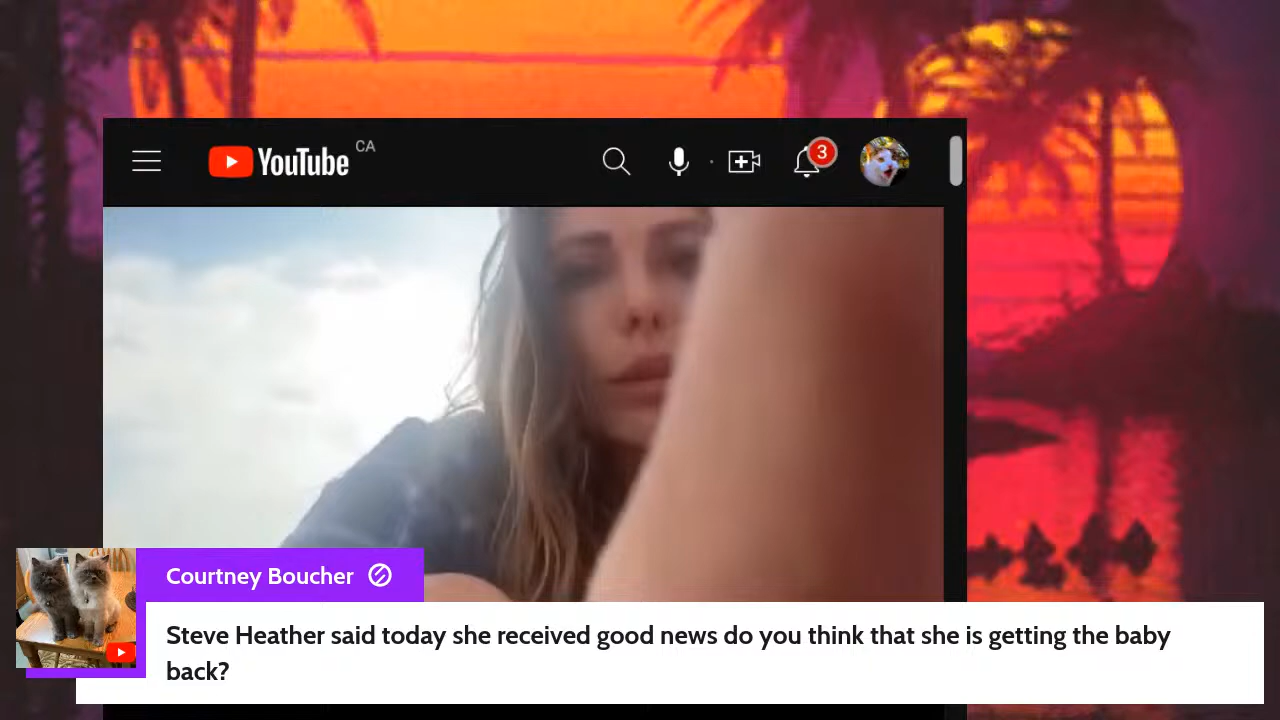 YouTube CA
3
Courtney Boucher
Steve Heather said today she received good news do you think that she is getting the baby
back?